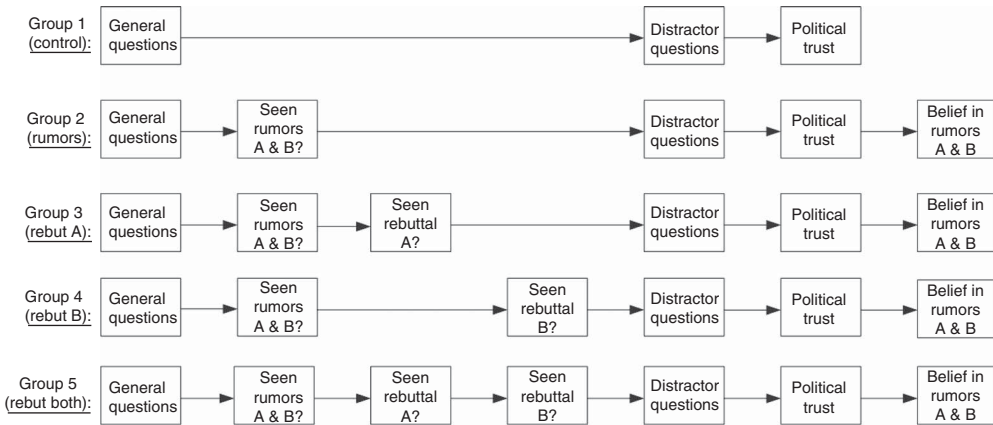 Group 1
(control):
General
questions
Distractor
questions
Political
trust
Group 2
(rumors):
General
questions
Seen
rumors
A & B?
Distractor
questions
Political
trust
Belief in
rumors
A & B
Group 3
(rebut A):
General
questions
Seen
rumors
A & B?
Seen
rebuttal
A?
Distractor
questions
Political
trust
Belief in
rumors
A & B
Group 4
(rebut B):
General
questions
Seen
rumors
A & B?
Seen
rebuttal
B?
Distractor
questions
Political
trust
Belief in
rumors
A & B
Group 5
(rebut both):
General
questions
Seen
rumors
A & B?
Seen
rebuttal
A?
Seen
rebuttal
B?
Distractor
questions
Political
trust
Belief in
rumors
A & B